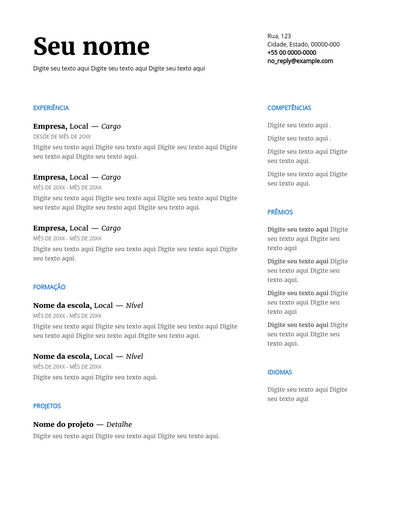 Seu nome
Digite seu texto aqui Digite seu texto aqui Digite seu texto aqui
Rua, 123
Cidade, Estado, 00000-000
+55 00 0000-0000
no_reply@example.com
EXPERIÊNCIA
Empresa, Local — Cargo
DESDE DE MÊS DE 20XX
Digite seu texto aqui Digite seu texto aqui Digite seu texto aqui Digite
seu texto aqui Digite seu texto aqui.
Empresa, Local — Cargo
MÊS DE 20XX - MÊS DE 20XX
Digite seu texto aqui Digite seu texto aqui Digite seu texto aqui Digite
seu texto aqui Digite seu texto aqui Digite seu texto aqui.
Empresa, Local — Cargo
MÊS DE 20XX - MÊS DE 20XX
Digite seu texto aqui Digite seu texto aqui Digite seu texto aqui Digite
seu texto aqui.
FORMAÇÃO
Nome da escola, Local — Nível
MÊS DE 20XX - MÊS DE 20XX
Digite seu texto aqui Digite seu texto aqui Digite seu texto aqui Digite
seu texto aqui Digite seu texto aqui Digite seu texto aqui.
Nome da escola, Local — Nível
MÊS DE 20XX - MÊS DE 20XX
Digite seu texto aqui Digite seu texto aqui.
PROJETOS
Nome do projeto — Detalhe
Digite seu texto aqui Digite seu texto aqui Digite seu texto aqui.
COMPETÊNCIAS
Digite seu texto aqui .
Digite seu texto aqui .
Digite seu texto aqui Digite
seu texto aqui.
Digite seu texto aqui Digite
seu texto aqui.
PRÊMIOS
Digite seu texto aqui Digite
seu texto aqui Digite seu
texto aqui
Digite seu texto aqui Digite
seu texto aqui Digite seu
texto aqui.
Digite seu texto aqui Digite
seu texto aqui Digite seu
texto aqui
Digite seu texto aqui Digite
seu texto aqui Digite seu
texto aqui.
IDIOMAS
Digite seu texto aqui Digite
seu texto aqui